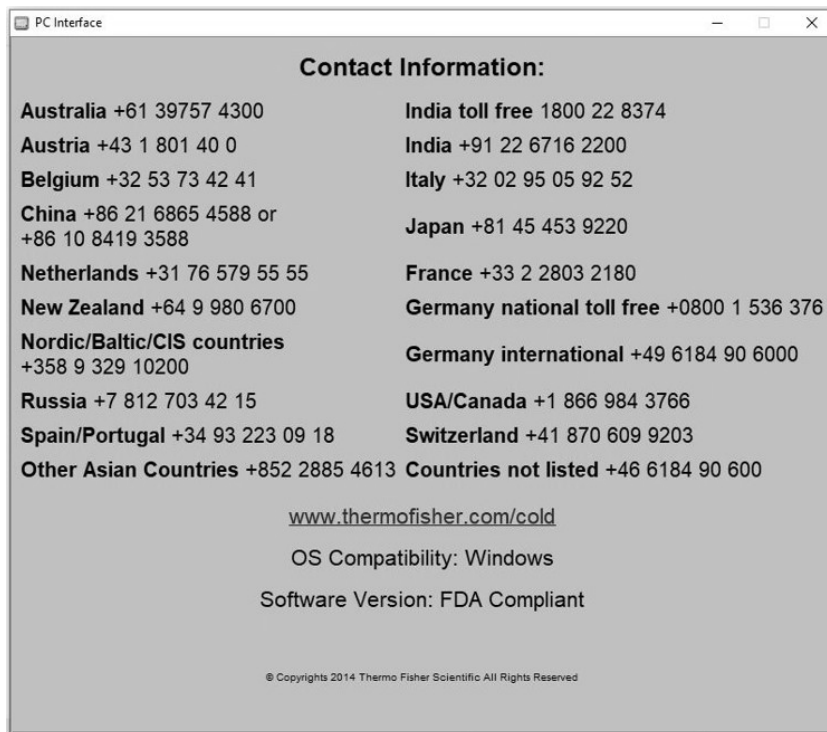 PC Interface
Contact Information:
Australia +61 39757 4300
India toll free 1800 22 8374
Austria +43 1 801 40 0
India +91 22 6716 2200
Belgium +32 53 73 42 41
Italy +32 02 95 05 92 52
China +86 21 6865 4588 or
+86 10 8419 3588
Japan +81 45 453 9220
Netherlands +31 76 579 55 55
France +33 2 2803 2180
New Zealand +64 9 980 6700
Germany national toll free +0800 1 536 376
Nordic/Baltic/CIS countries
+358 9 329 10200
Germany international +49 6184 90 6000
Russia +7 812 703 42 15
USA/Canada +1 866 984 3766
Spain/Portugal +34 93 223 09 18
Switzerland +41 870 609 9203
Other Asian Countries +852 2885 4613
Countries not listed +46 6184 90 600
www.thermofisher.com/cold
OS Compatibility: Windows
Software Version: FDA Compliant
© Copyrights 2014 Thermo Fisher Scientific All Rights Reserved